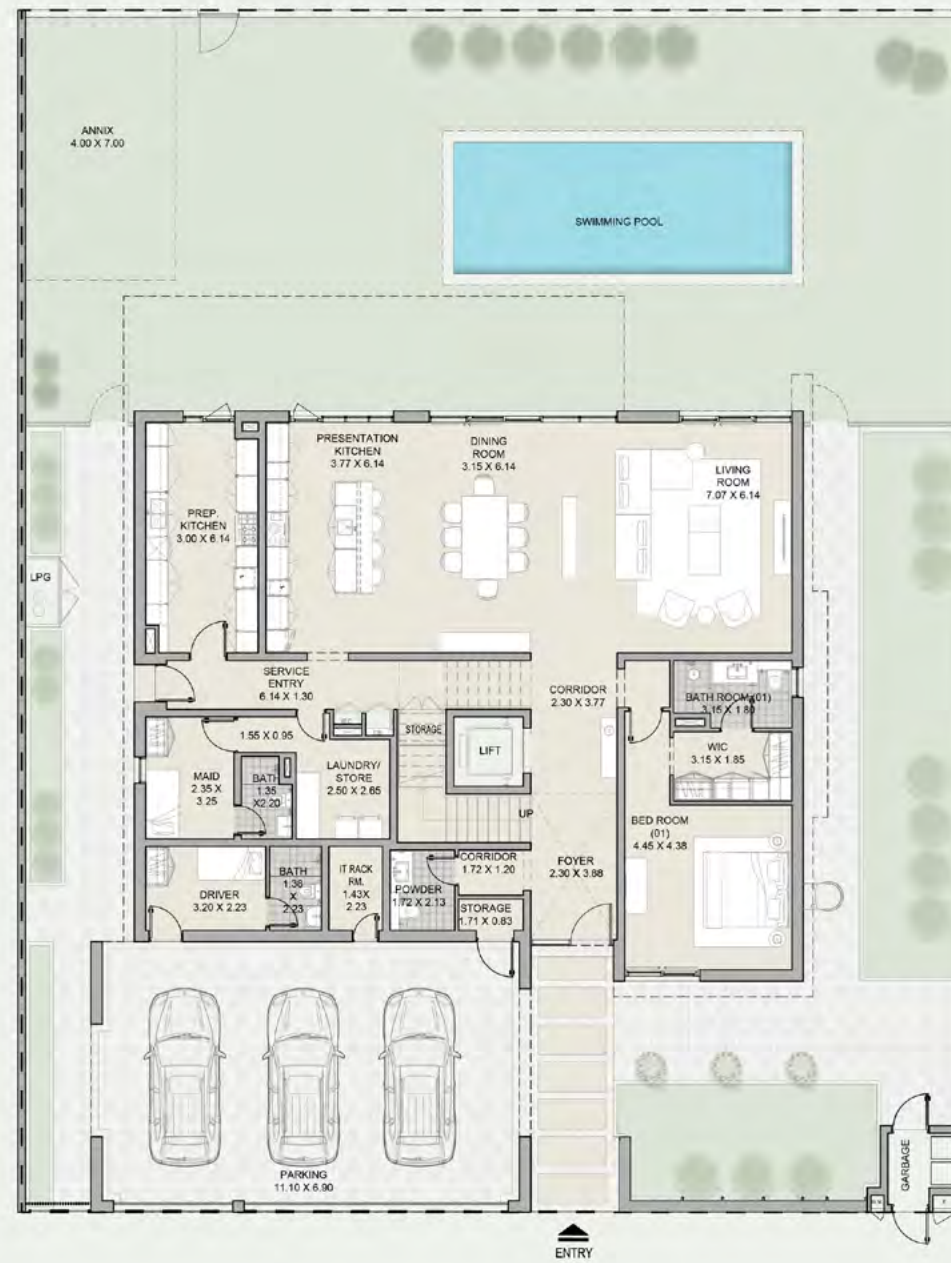 ANNIX
4.00 X 7.00
SWIMMING POOL
PRESENTATION
KITCHEN
3.77 X 6.14
DINING
ROOM
3.15 X 6.14
LIVING
ROOM
7.07 X 6.14
PREP.
KITCHEN
3.00 X 6.14
LPG
SERVICE
ENTRY
6.14 X 1.30
CORRIDOR
2.30 X 3.77
BATH ROOM (01)
3.15 X 1.80
STORAGE
LIFT
1.55 X 0.95
WIC
3.15 X 1.85
MAID
2.35 X
3.25
BATH
1.35
X2.20
LAUNDRY/
STORE
2.50 X 2.65
UP
BED ROOM
(01)
4.45 X 4.38
DRIVER
3.20 X 2.23
BATH
1.36
X
2.23
IT RACK
RM.
1.43X
2.23
POWDER
1.72 X 2.13
CORRIDOR
1.72 X 1.20
FOYER
2.30 X 3.88
STORAGE
1.71 X 0.83
PARKING
11.10 X 6.90
GARBAGE
ENTRY